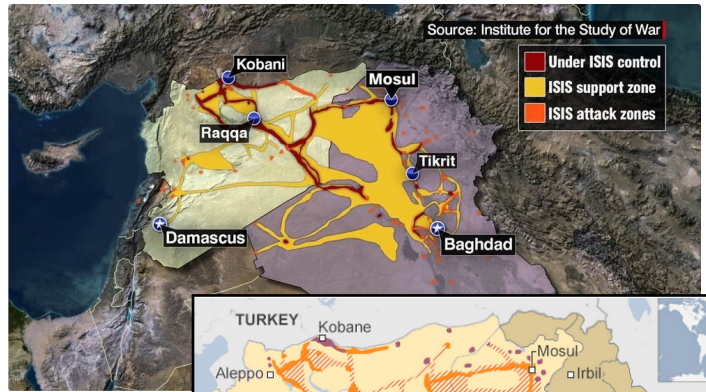 Source: Institute for the Study of War
Under ISIS control
ISIS support zone
ISIS attack zones
Kobani
Mosul
Raqqa
Tikrit
Damascus
Baghdad
TURKEY
Kobane
Mosul
Aleppo
Irbil